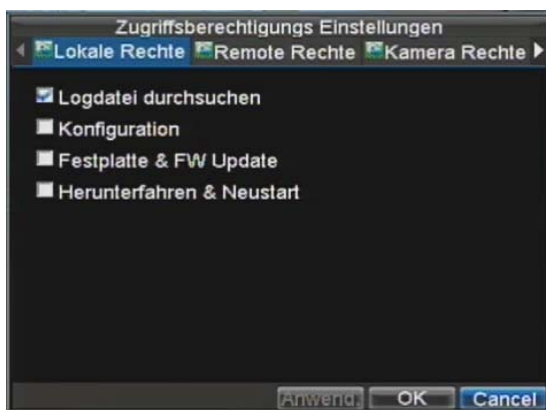 Zugriffsberechtigungs Einstellungen
Lokale Rechte Remote Rechte Kamera Rechte
Logdatei durchsuchen
Konfiguration
Festplatte & FW Update
Herunterfahren & Neustart
Anwend. OK Cancel